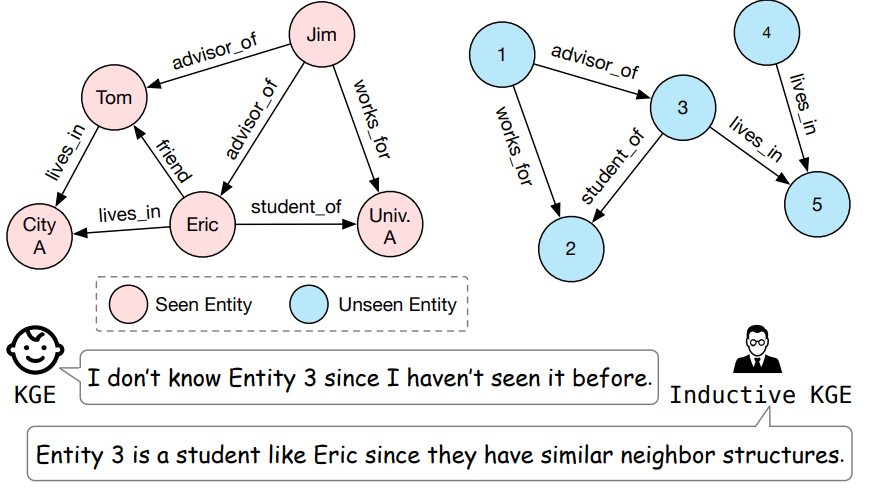 Jim
advisor_of
Tom
advisor_of
works_for
lives_in
friend
City
A
lives_in
Eric
student_of
Univ.
A
1
advisor_of
4
3
works_for
student_of
lives_in
lives_in
2
5
Seen Entity
Unseen Entity
I don't know Entity 3 since I haven't seen it before.
KGE
Inductive KGE
Entity 3 is a student like Eric since they have similar neighbor structures.